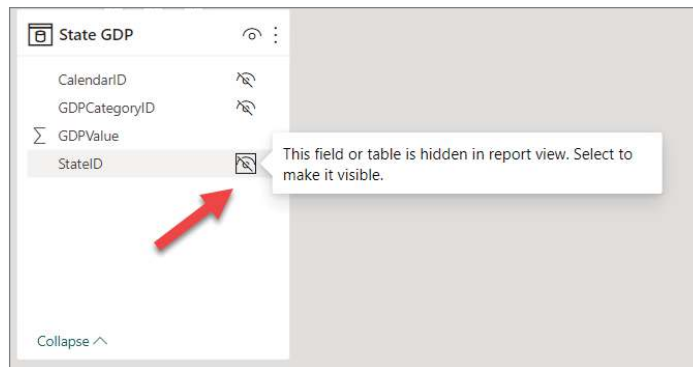 State GDP
CalendarID
GDPCategoryID
∑ GDPValue
StateID
This field or table is hidden in report view. Select to
make it visible.
Collapse